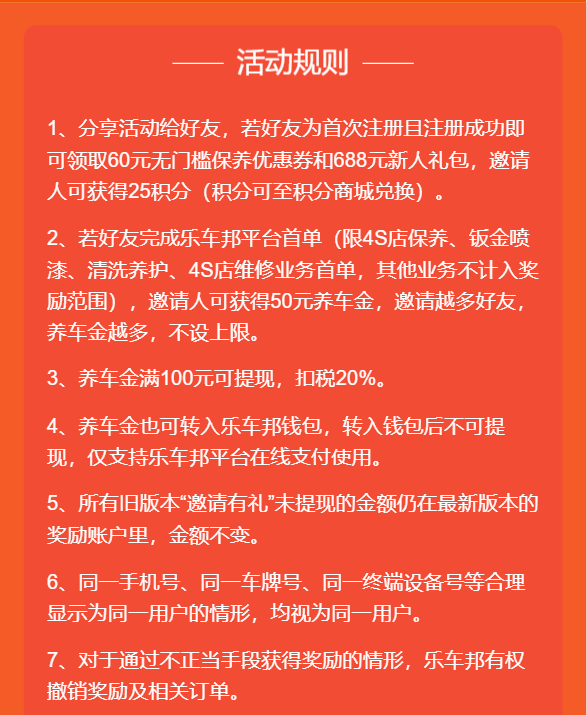 活动规则
1、分享活动给好友，若好友为首次注册且注册成功即
可领取60元无门槛保养优惠券和688元新人礼包，邀请
人可获得25积分（积分可至积分商城兑换）。
2、若好友完成乐车邦平台首单（限4S店保养、钣金喷
漆、清洗养护、4S店维修业务首单，其他业务不计入奖
励范围），邀请人可获得50元养车金，邀请越多好友，
养车金越多，不设上限。
3、养车金满100元可提现，扣税20%。
4、养车金也可转入乐车邦钱包，转入钱包后不可提
现，仅支持乐车邦平台在线支付使用。
5、所有旧版本“邀请有礼”未提现的金额仍在最新版本的
奖励账户里，金额不变。
6、同一手机号、同一车牌号、同一终端设备号等合理
显示为同一用户的情形，均视为同一用户。
7、对于通过不正当手段获得奖励的情形，乐车邦有权
撤销奖励及相关订单。